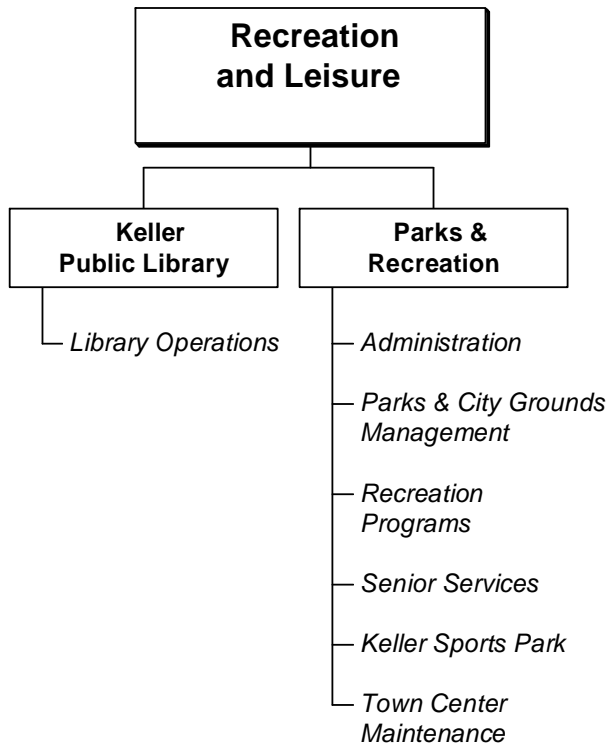 Recreation
and Leisure
Keller
Public Library
Parks &
Recreation
Library Operations
Administration
Parks & City Grounds
Management
Recreation
Programs
Senior Services
Keller Sports Park
Town Center
Maintenance